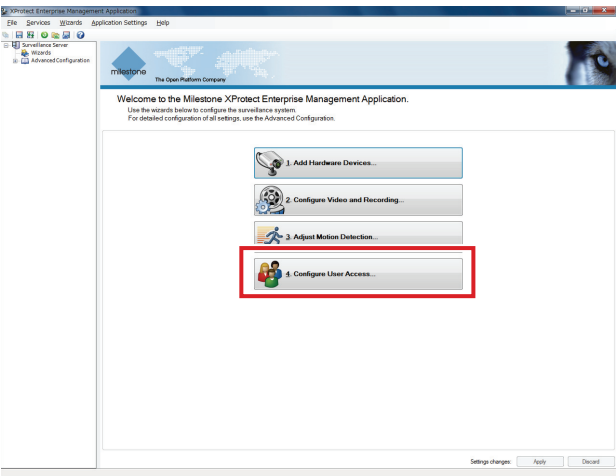 XProtect Enterprise Management Application
File Services Wizards Application Settings Help
Surveillance Server
Wizards
Advanced Configuration
milestone
The Open Platform Company
Welcome to the Milestone XProtect Enterprise Management Application.
Use the wizards below to configure the surveillance system.
For detailed configuration of all settings, use the Advanced Configuration.
1. Add Hardware Devices...
2. Configure Video and Recording...
3. Adjust Motion Detection...
4. Configure User Access...
Settings changes: Apply Discard